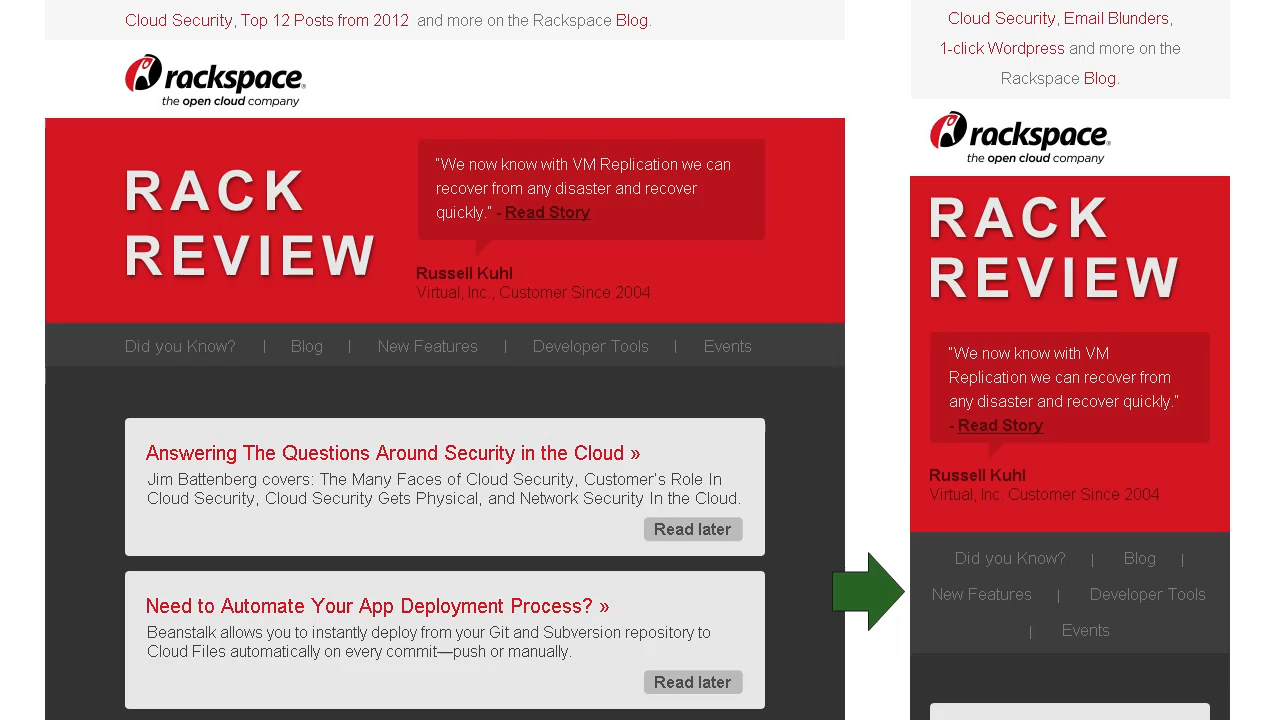 Cloud Security, Top 12 Posts from 2012 and more on the Rackspace Blog.
rackspace®
the open cloud company
RACK
REVIEW
"We now know with VM Replication we can
recover from any disaster and recover
quickly." - Read Story
Russell Kuhl
Virtual, Inc., Customer Since 2004
Did you Know? | Blog | New Features | Developer Tools | Events
Answering The Questions Around Security in the Cloud »
Jim Battenberg covers: The Many Faces of Cloud Security, Customer's Role In
Cloud Security, Cloud Security Gets Physical, and Network Security In the Cloud.
Read later
Need to Automate Your App Deployment Process? »
Beanstalk allows you to instantly deploy from your Git and Subversion repository to
Cloud Files automatically on every commit—push or manually.
Read later
Cloud Security, Email Blunders,
1-click Wordpress and more on the
Rackspace Blog.
rackspace®
the open cloud company
RACK
REVIEW
"We now know with VM
Replication we can recover from
any disaster and recover quickly."
- Read Story
Russell Kuhl
Virtual, Inc. Customer Since 2004
Did you Know? | Blog |
New Features | Developer Tools
| Events